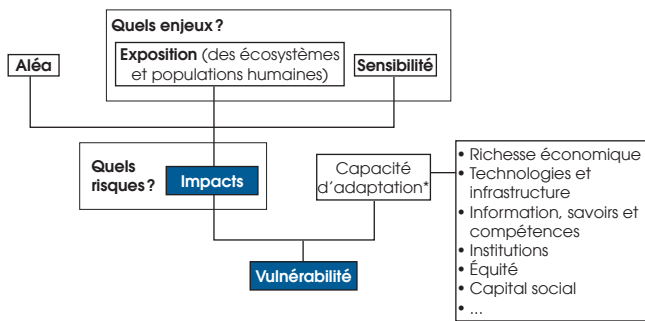 Quels enjeux ?
Aléa
Exposition (des écosystèmes
et populations humaines)
Sensibilité
Quels
risques ?
Impacts
Capacité
d'adaptation*
• Richesse économique
• Technologies et
infrastructure
• Information, savoirs et
compétences
• Institutions
• Équité
• Capital social
• ...
Vulnérabilité